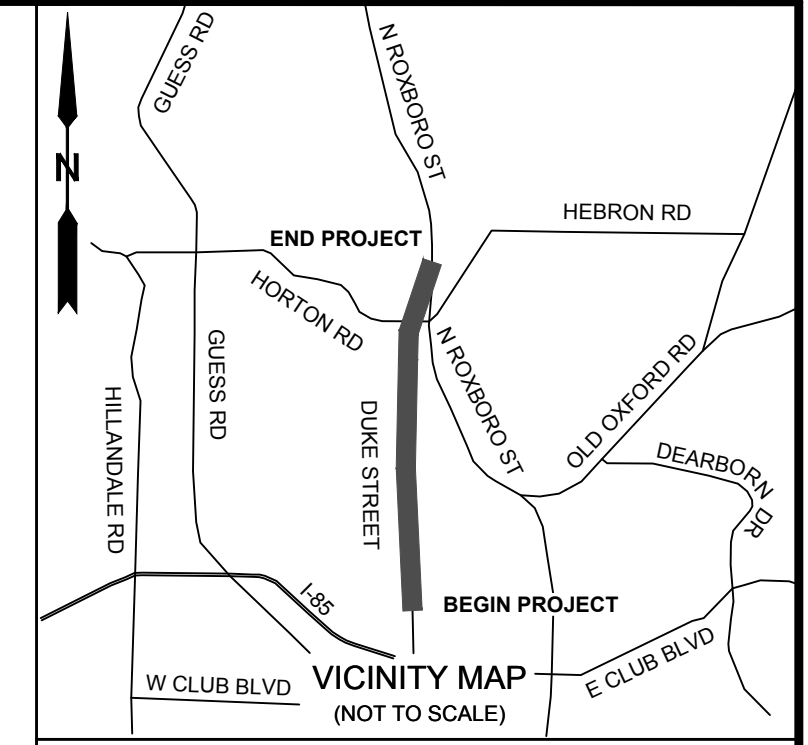 GUESS RD
N ROXBORO ST
N
HEBRON RD
END PROJECT
HORTON RD
GUESS RD
N ROXBORO ST
OLD OXFORD RD
HILLANDALE RD
DUKE STREET
DEARBORN DR
I-85
BEGIN PROJECT
E CLUB BLVD
W CLUB BLVD
VICINITY MAP
(NOT TO SCALE)